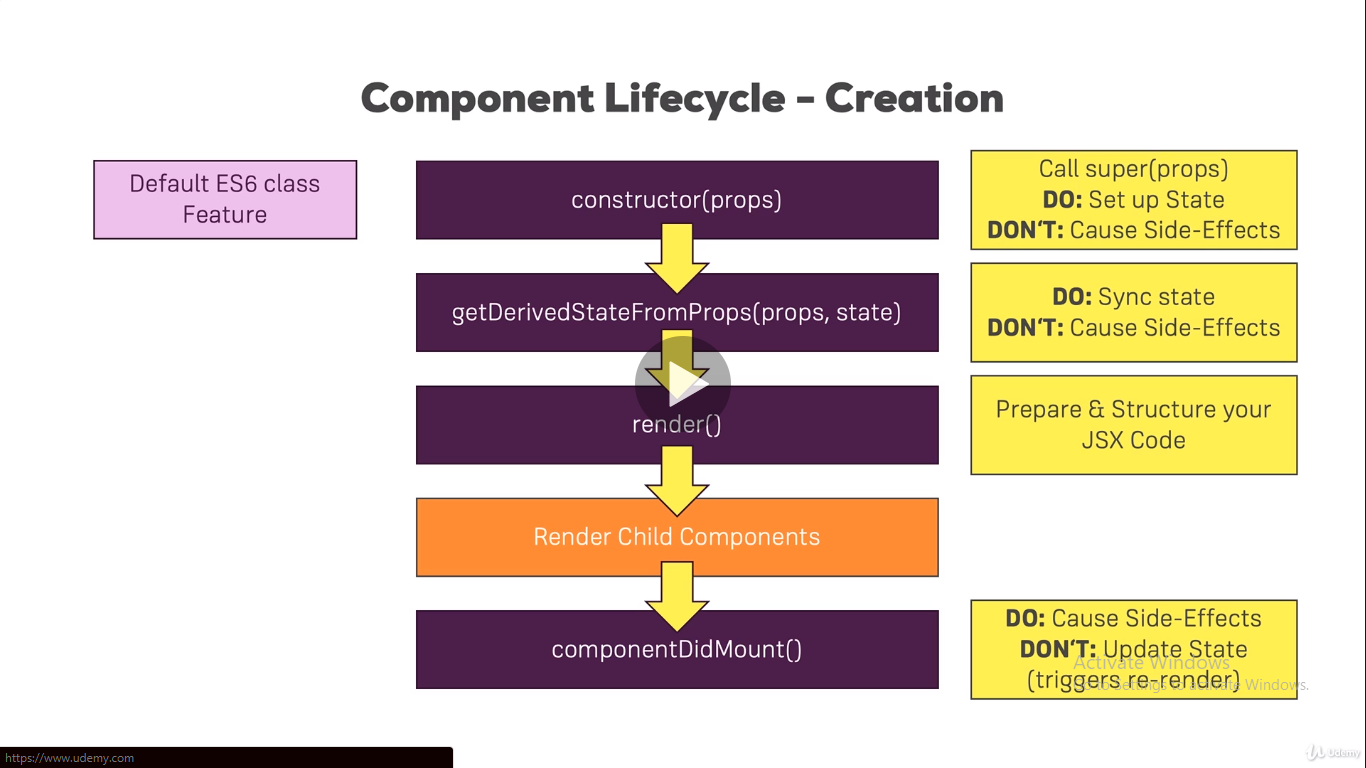 Component Lifecycle – Creation
Default ES6 class
Feature
constructor(props)
Call super(props)
DO: Set up State
DON‘T: Cause Side-Effects
getDerivedStateFromProps(props, state)
DO: Sync state
DON‘T: Cause Side-Effects
render()
Prepare & Structure your
JSX Code
Render Child Components
componentDidMount()
DO: Cause Side-Effects
DON‘T: Update State
(triggers re-render)
Activate Windows
Go to Settings to activate Windows.
https://www.udemy.com
Udemy